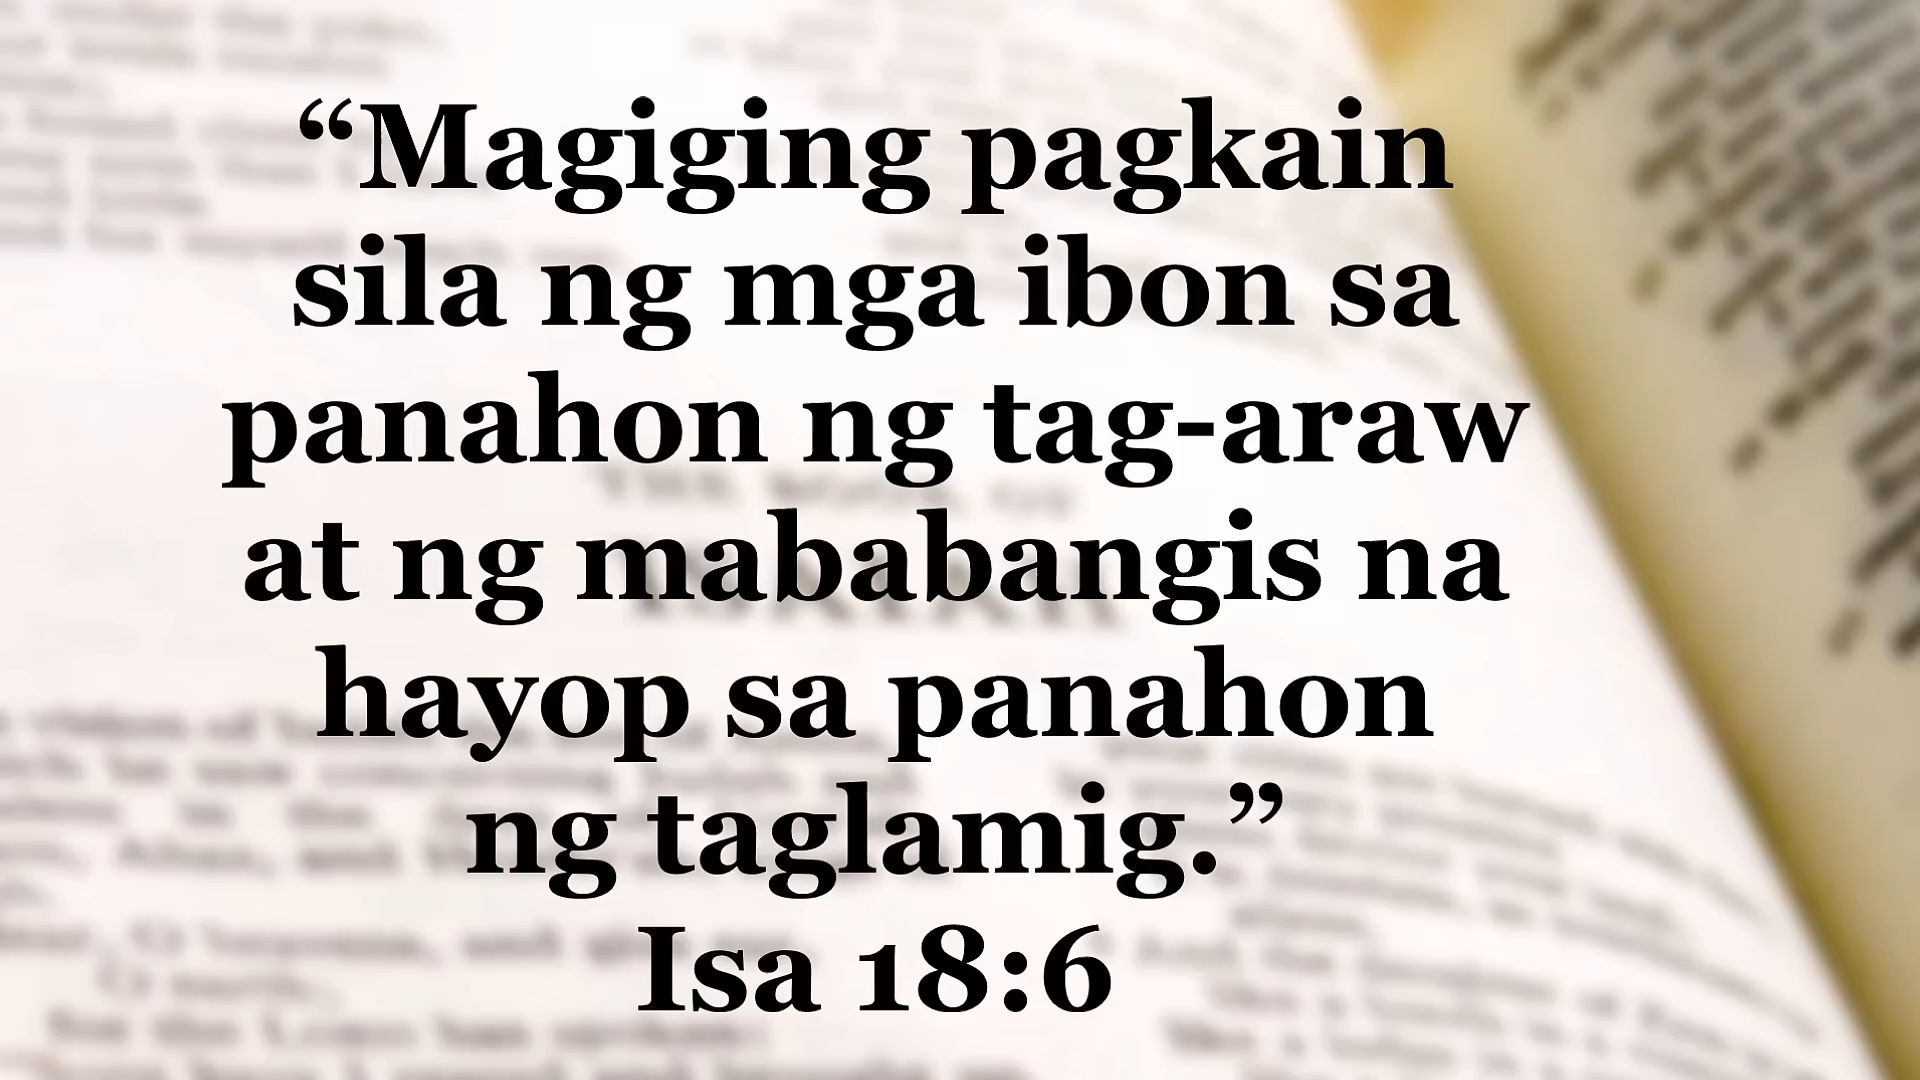 “Magiging pagkain
sila ng mga ibon sa
panahon ng tag-araw
at ng mababangis na
hayop sa panahon
ng taglamig.”
Isa 18:6